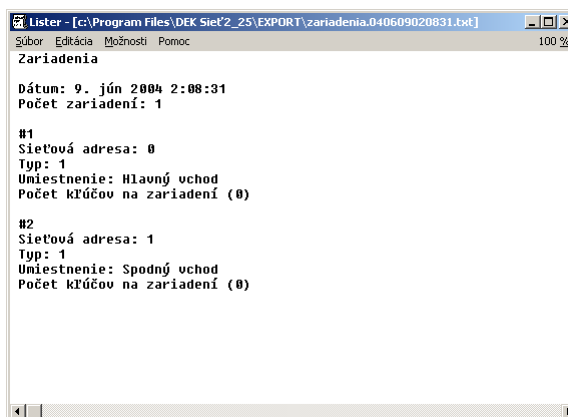 Lister - [c:\Program Files\DEK Sieť'2_25\EXPORT\zariadenia.040609020831.txt]
Súbor Editácia Možnosti Pomoc 100 %
Zariadenia
Dátum: 9. jún 2004 2:08:31
Počet zariadení: 1
#1
Sieťová adresa: 0
Typ: 1
Umiestnenie: Hlavný vchod
Počet kľúčov na zariadení (0)
#2
Sieťová adresa: 1
Typ: 1
Umiestnenie: Spodný vchod
Počet kľúčov na zariadení (0)